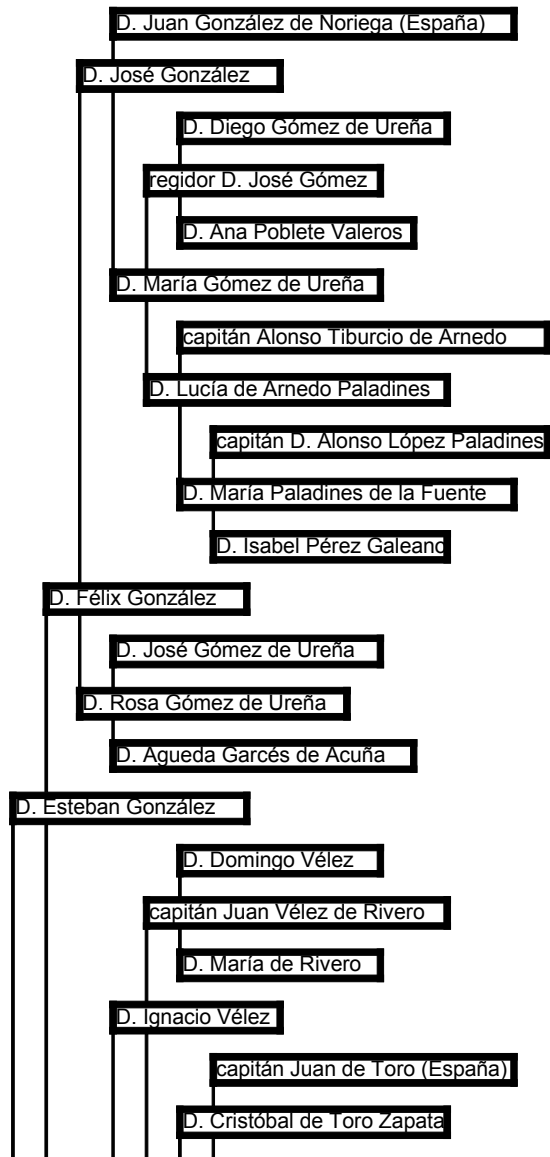 D. Juan González de Noriega (España)
D. José González
D. Diego Gómez de Ureña
regidor D. José Gómez
D. Ana Poblete Valeros
D. María Gómez de Ureña
capitán Alonso Tiburcio de Arnedo
D. Lucía de Arnedo Paladines
capitán D. Alonso López Paladines
D. María Paladines de la Fuente
D. Isabel Pérez Galeano
D. Félix González
D. José Gómez de Ureña
D. Rosa Gómez de Ureña
D. Agueda Garcés de Acuña
D. Esteban González
D. Domingo Vélez
capitán Juan Vélez de Rivero
D. María de Rivero
D. Ignacio Vélez
capitán Juan de Toro (España)
D. Cristóbal de Toro Zapata